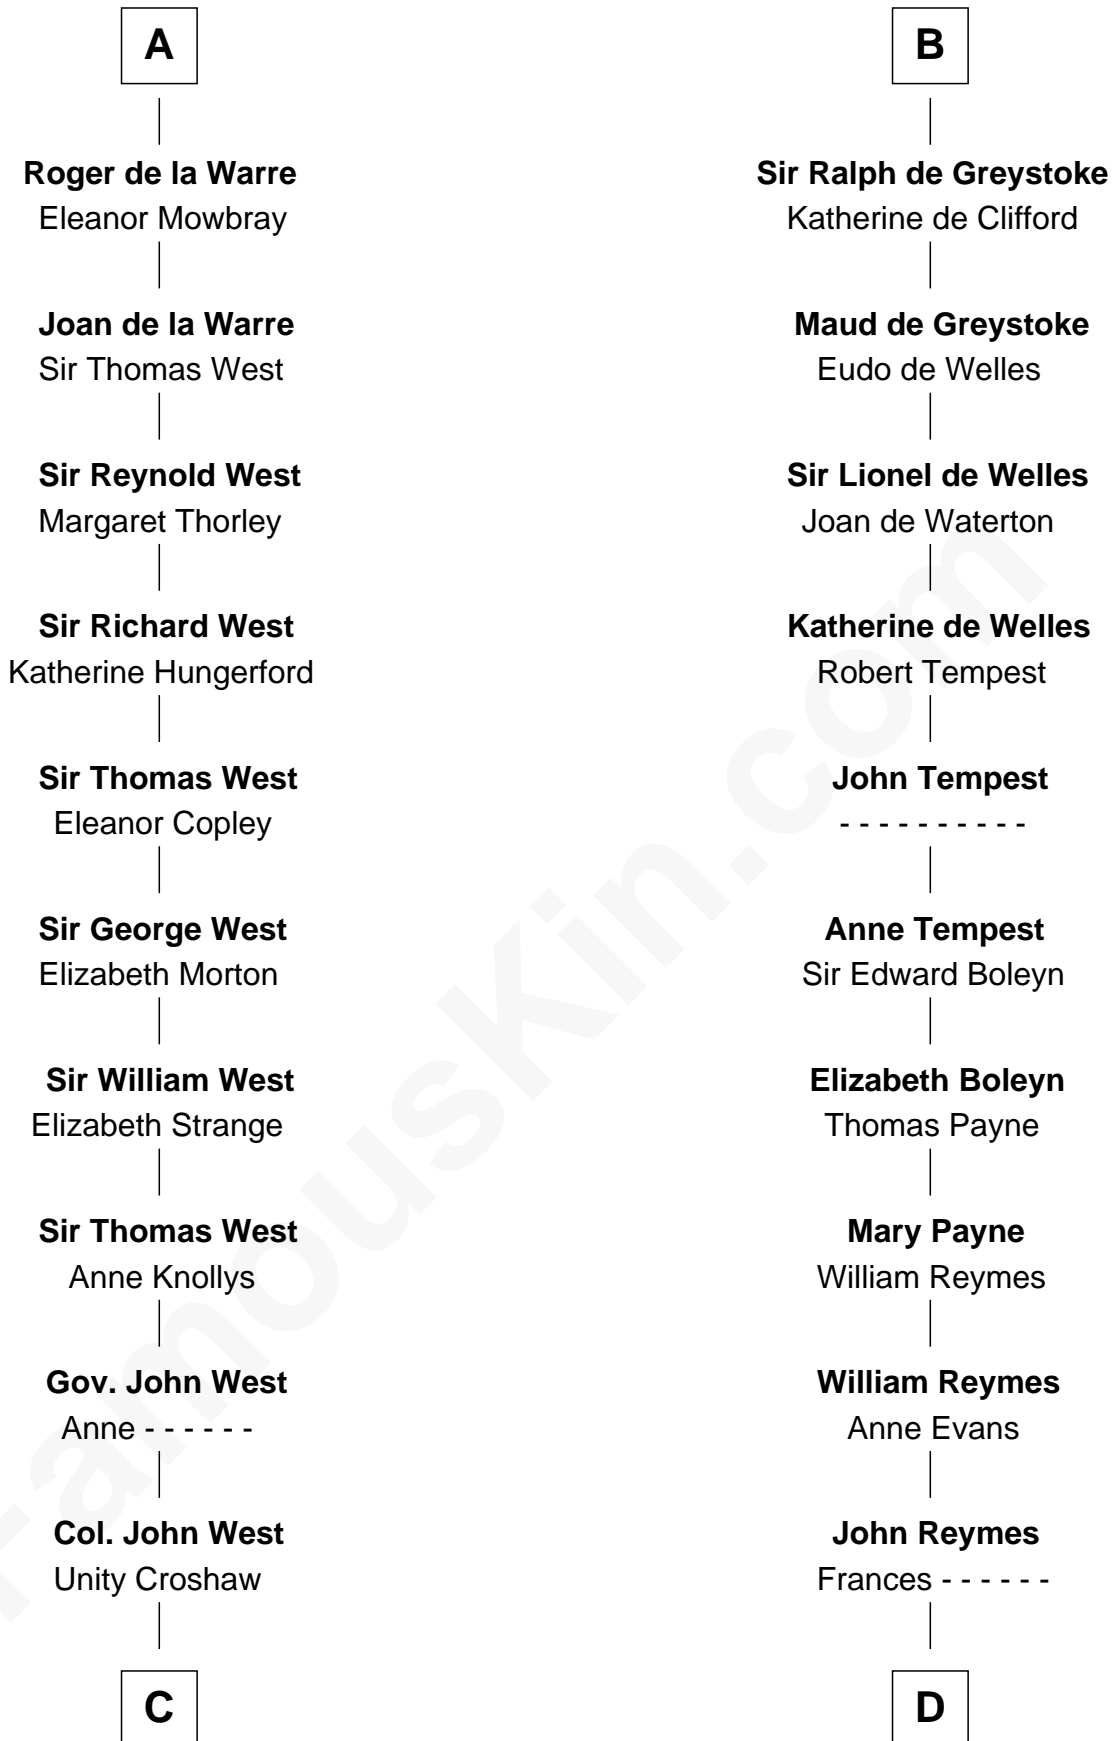 A
Roger de la Warre
Eleanor Mowbray
Joan de la Warre
Sir Thomas West
Sir Reynold West
Margaret Thorley
Sir Richard West
Katherine Hungerford
Sir Thomas West
Eleanor Copley
Sir George West
Elizabeth Morton
Sir William West
Elizabeth Strange
Sir Thomas West
Anne Knollys
Gov. John West
Anne - - - - - -
Col. John West
Unity Croshaw
C
B
Sir Ralph de Greystoke
Katherine de Clifford
Maud de Greystoke
Eudo de Welles
Sir Lionel de Welles
Joan de Waterton
Katherine de Welles
Robert Tempest
John Tempest
- - - - - - - - - -
Anne Tempest
Sir Edward Boleyn
Elizabeth Boleyn
Thomas Payne
Mary Payne
William Reymes
William Reymes
Anne Evans
John Reymes
Frances - - - - - -
D
FamousKin.com